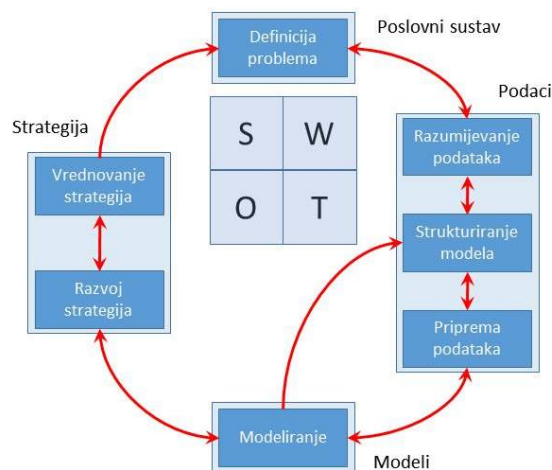 Definicija
problema
Poslovni sustav
Podaci
Strategija
S W
O T
Razumijevanje
podataka
Vrednovanje
strategija
Strukturiranje
modela
Razvoj
strategija
Priprema
podataka
Modeliranje
Modeli